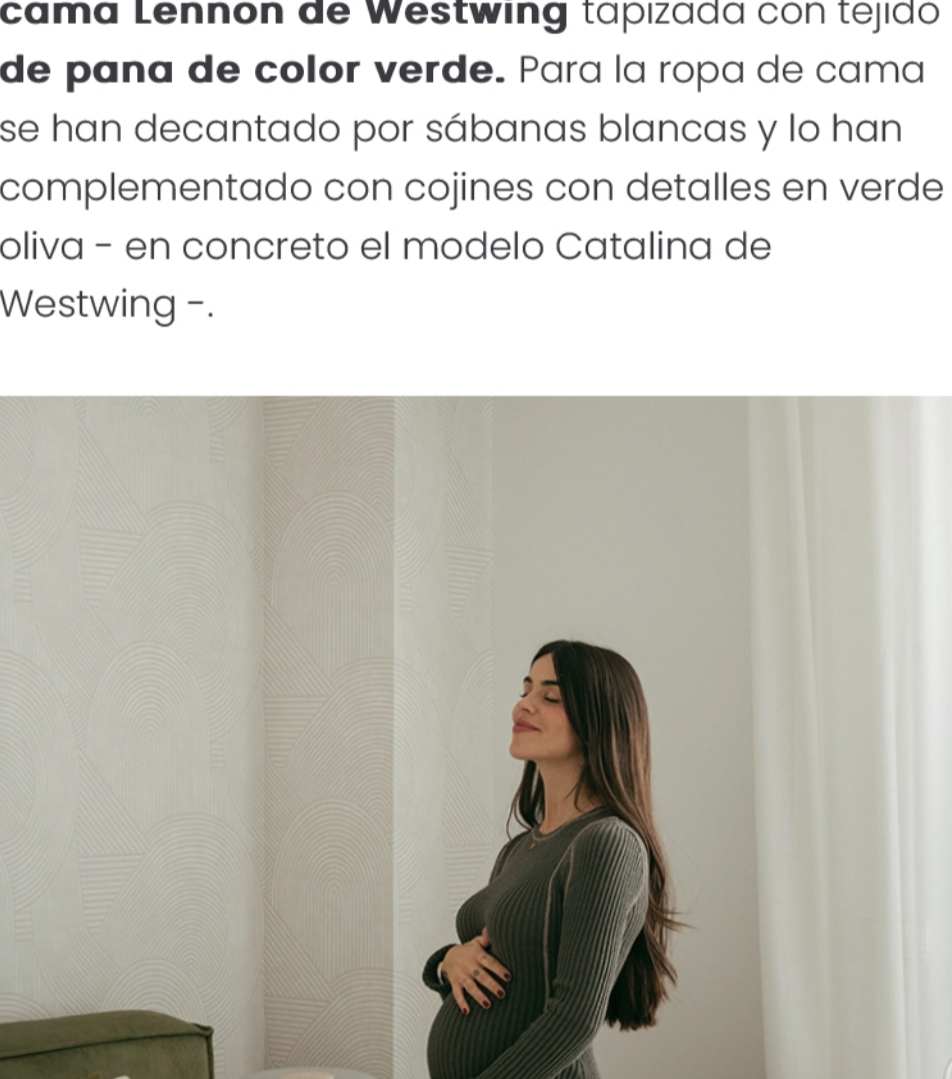 cama Lennon de Westwing tapizada con tejido
de pana de color verde. Para la ropa de cama
se han decantado por sábanas blancas y lo han
complementado con cojines con detalles en verde
oliva - en concreto el modelo Catalina de
Westwing -.